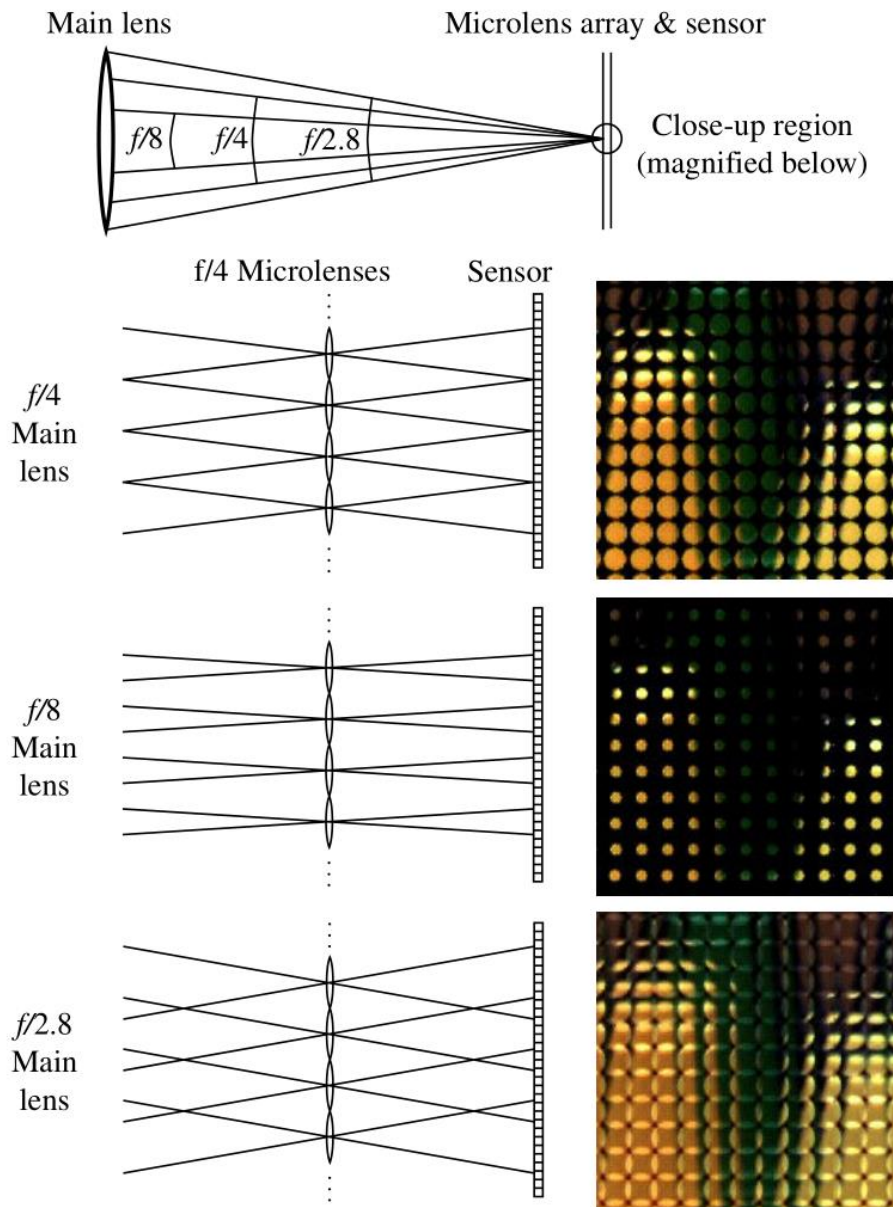 Main lens
Microlens array & sensor
f/8
f/4
f/2.8
Close-up region
(magnified below)
f/4 Microlenses
Sensor
f/4
Main
lens
f/8
Main
lens
f/2.8
Main
lens